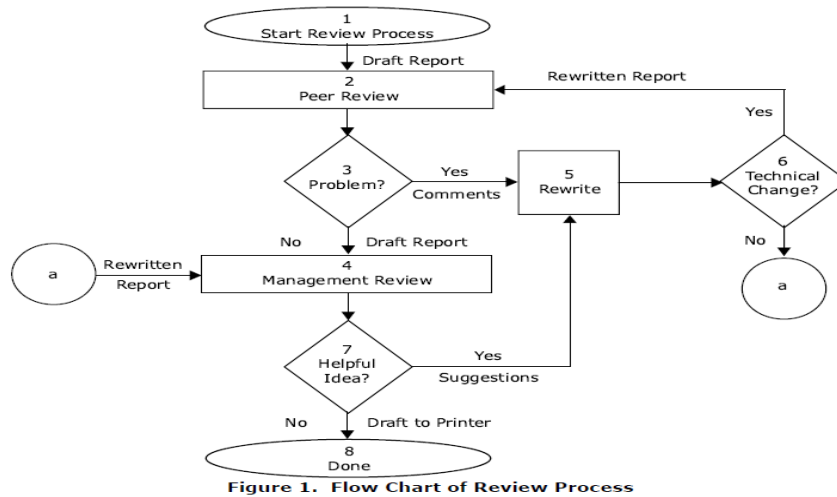 1
Start Review Process
Draft Report
2
Peer Review
Rewritten Report
Yes
3
Problem?
Yes
Comments
5
Rewrite
6
Technical
Change?
No
Draft Report
No
a
Rewritten
Report
4
Management Review
a
7
Helpful
Idea?
Yes
Suggestions
No
Draft to Printer
8
Done
Figure 1. Flow Chart of Review Process